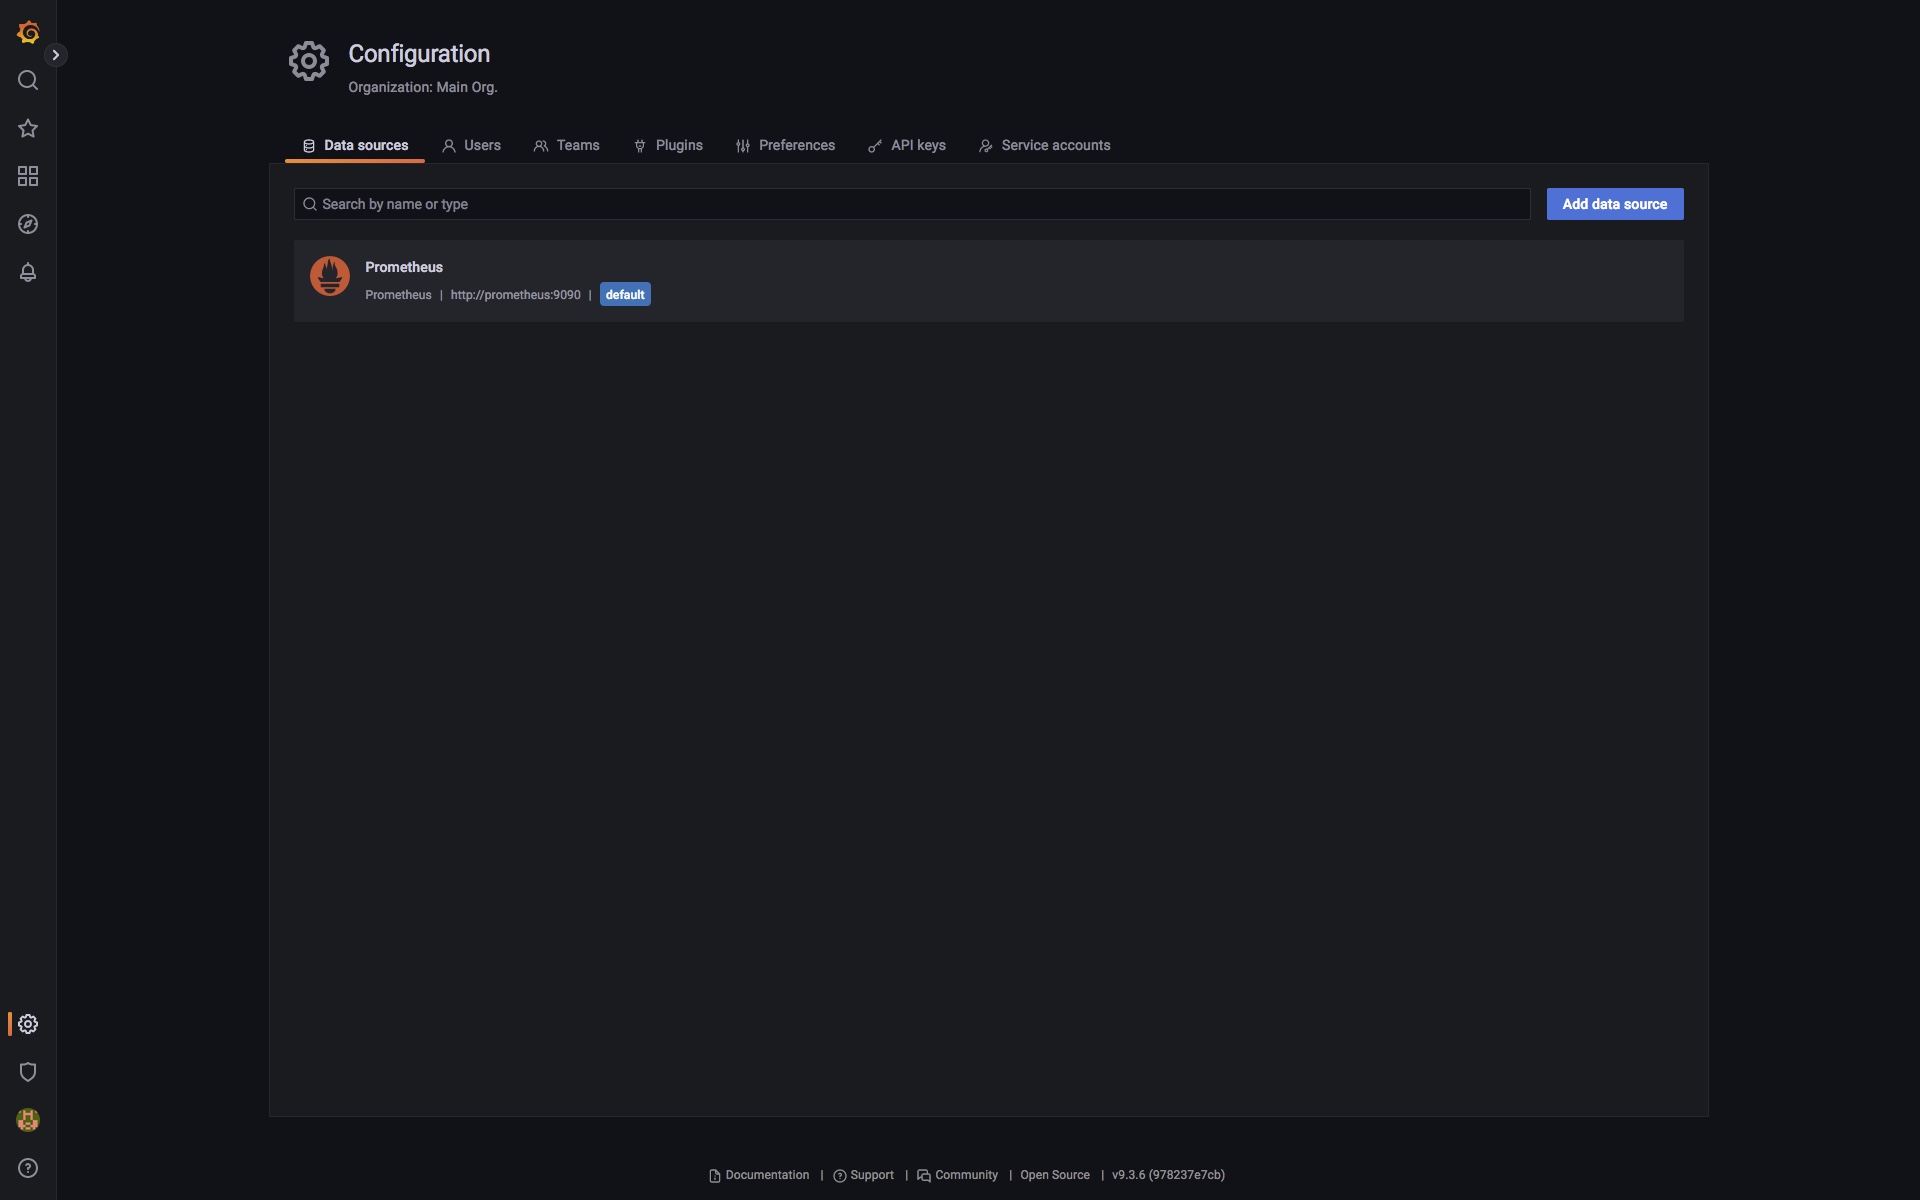 Configuration
Organization: Main Org.
Data sources Users Teams Plugins Preferences API keys Service accounts
Search by name or type Add data source
Prometheus
Prometheus | http://prometheus:9090 | default
Documentation | Support | Community | Open Source | v9.3.6 (978237e7cb)